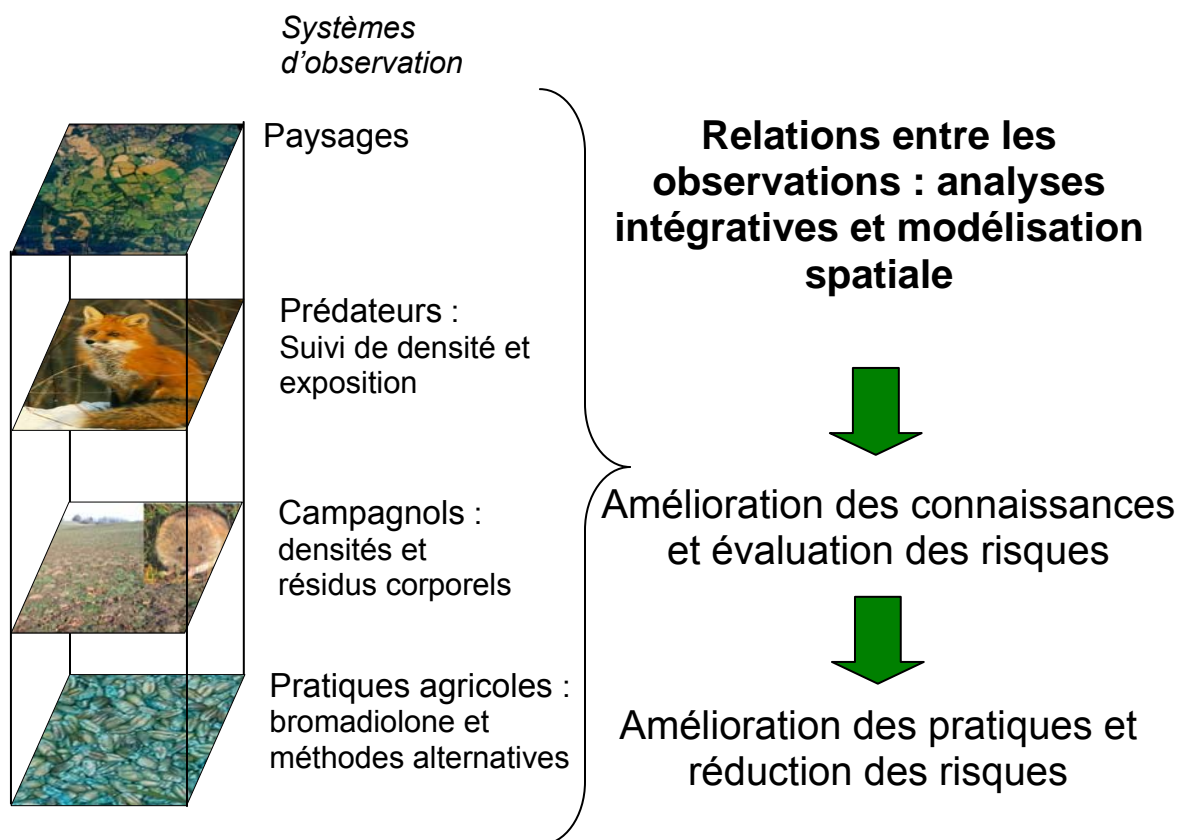 Systèmes
d’observation
Paysages
Prédateurs :
Suivi de densité et
exposition
Campagnols :
densités et
résidus corporels
Pratiques agricoles :
bromadiolone et
méthodes alternatives
Relations entre les
observations : analyses
intégratives et modélisation
spatiale
Amélioration des connaissances
et évaluation des risques
Amélioration des pratiques et
réduction des risques